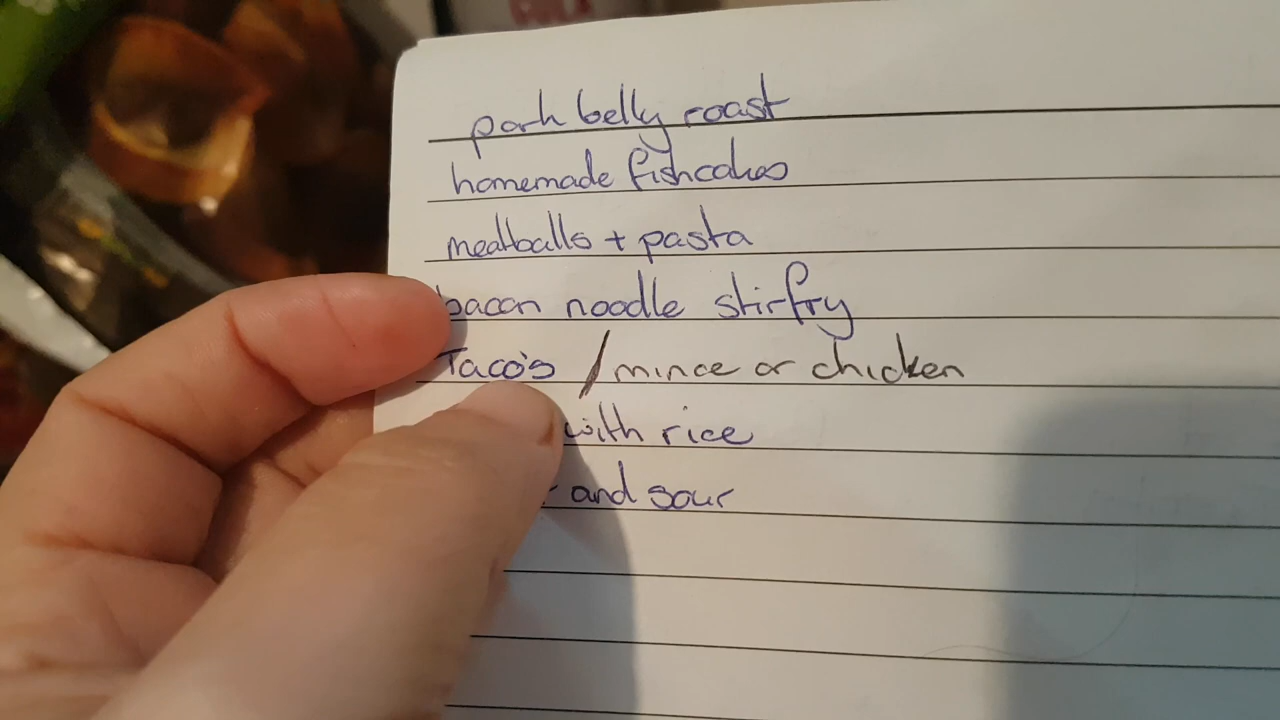 pork belly roast
homemade fishcakes
meatballs + pasta
bacon noodle stirfry
Taco's / mince or chicken
with rice
and sour